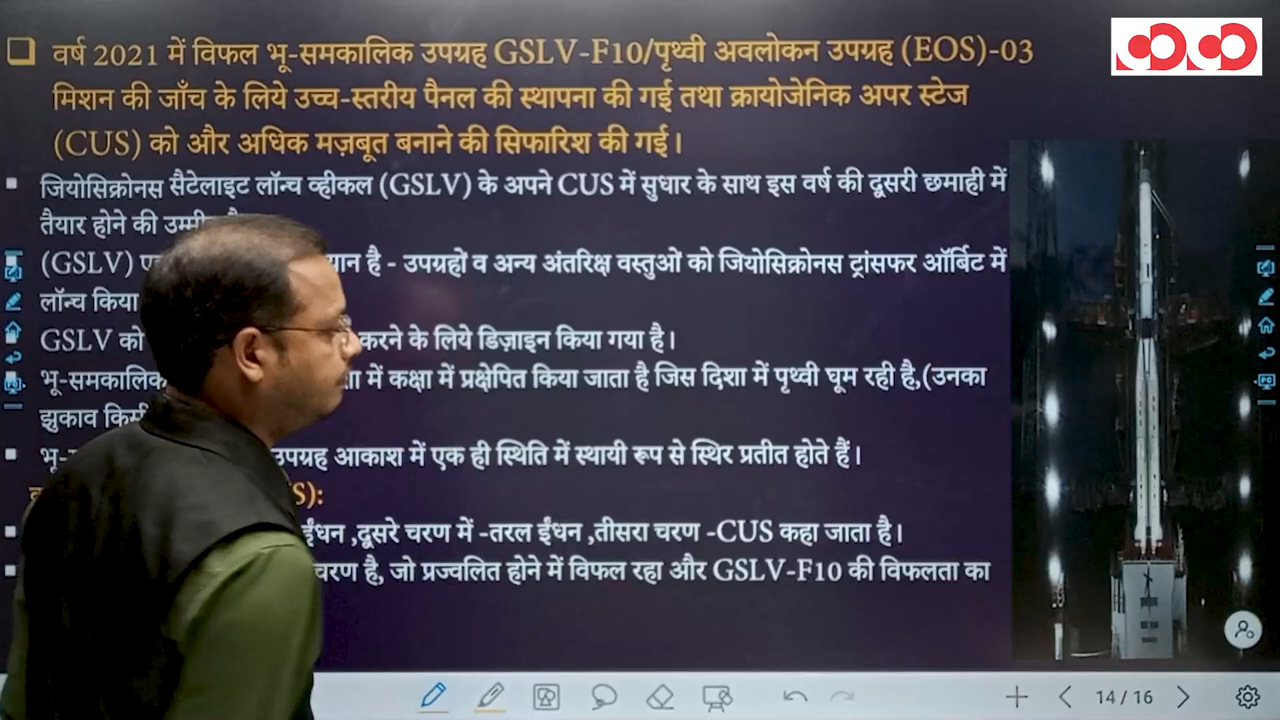 वर्ष 2021 में विफल भू-समकालिक उपग्रह GSLV-F10/पृथ्वी अवलोकन उपग्रह (EOS)-03
मिशन की जाँच के लिये उच्च-स्तरीय पैनल की स्थापना की गई तथा क्रायोजेनिक अपर स्टेज
(CUS) को और अधिक मज़बूत बनाने की सिफारिश की गई।
जियोसिक्रोनस सैटेलाइट लॉन्च व्हीकल (GSLV) के अपने CUS में सुधार के साथ इस वर्ष की दूसरी छमाही में
तैयार होने की
(GSLV) है - उपग्रहों व अन्य अंतरिक्ष वस्तुओं को जियोसिक्रोनस ट्रांसफर ऑर्बिट में
लॉन्च किया
GSLV को करने के लिये डिज़ाइन किया गया है।
भू-समकालिक में कक्षा में प्रक्षेपित किया जाता है जिस दिशा में पृथ्वी घूम रही है,(उनका
झुकाव
उपग्रह आकाश में एक ही स्थिति में स्थायी रूप से स्थिर प्रतीत होते हैं।
S):
ईंधन ,दूसरे चरण में -तरल ईंधन ,तीसरा चरण -CUS कहा जाता है।
चरण है, जो प्रज्वलित होने में विफल रहा और GSLV-F10 की विफलता का
14 / 16